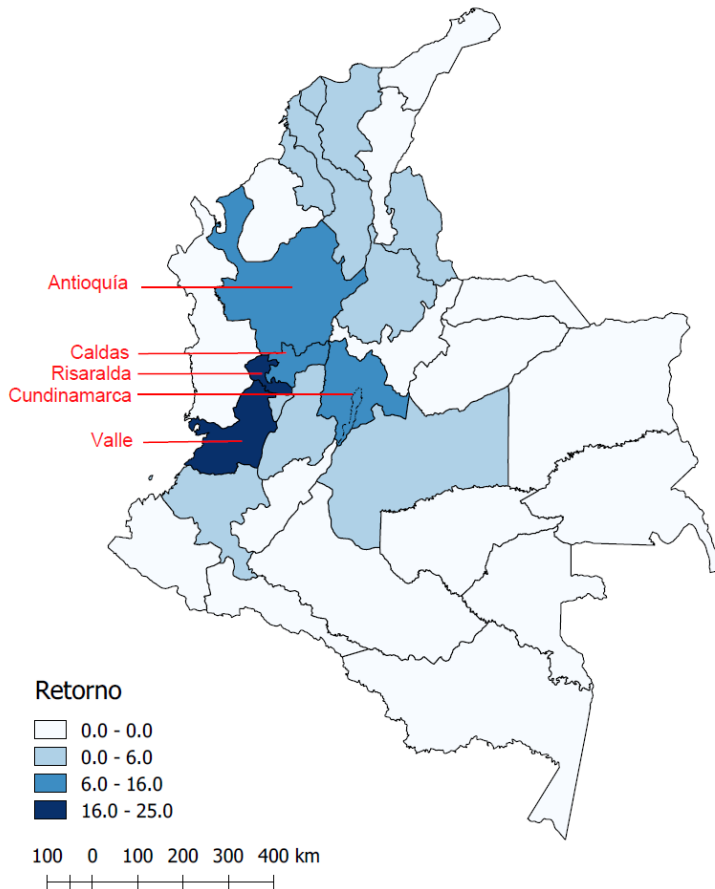 Antioquía
Caldas
Risaralda
Cundinamarca
Valle
Retorno
0.0 - 0.0
0.0 - 6.0
6.0 - 16.0
16.0 - 25.0
100 0 100 200 300 400 km